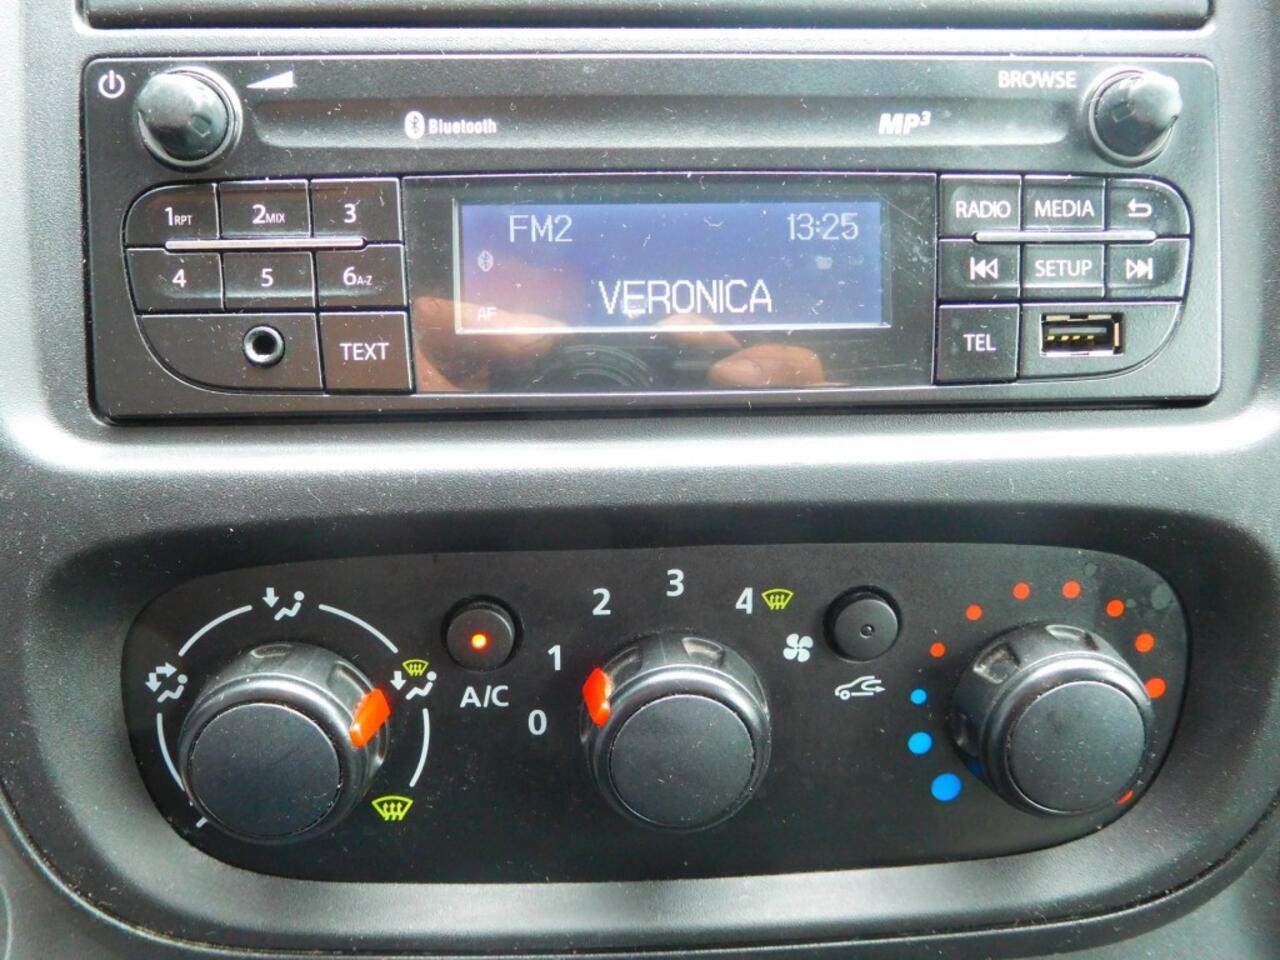 BROWSE
Bluetooth MP3
1RPT 2MIX 3
FM2 13:25
RADIO MEDIA
4 5 6A-Z
VERONICA
SETUP
AF
TEXT
TEL
0 1 2 3 4
A/C